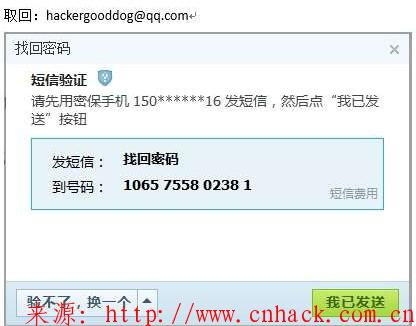 取回：hackergooddog@qq.com
找回密码
短信验证
请先用密保手机 150******16 发短信，然后点“我已发
送”按钮
发短信： 找回密码
到号码： 1065 7558 0238 1
短信费用
验不了，换一个 我已发送
来源: http://www.cnhack.com.cn